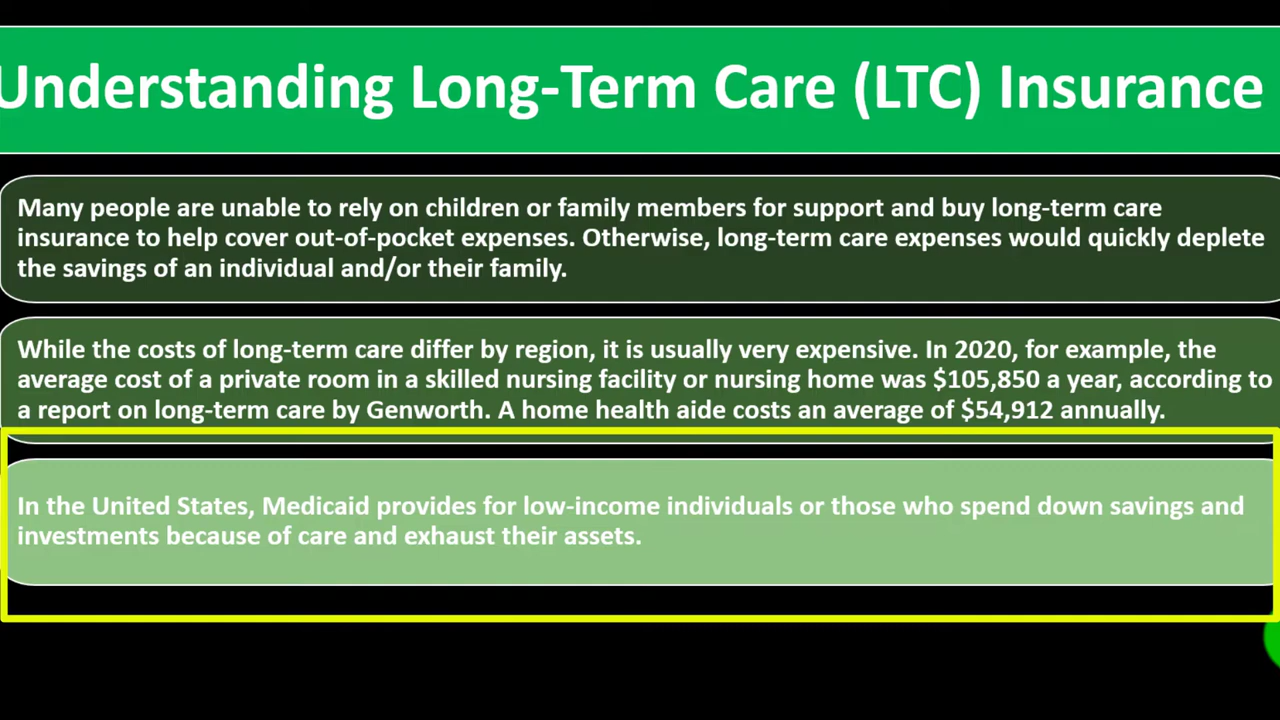 Understanding Long-Term Care (LTC) Insurance
Many people are unable to rely on children or family members for support and buy long-term care
insurance to help cover out-of-pocket expenses. Otherwise, long-term care expenses would quickly deplete
the savings of an individual and/or their family.
While the costs of long-term care differ by region, it is usually very expensive. In 2020, for example, the
average cost of a private room in a skilled nursing facility or nursing home was $105,850 a year, according to
a report on long-term care by Genworth. A home health aide costs an average of $54,912 annually.
In the United States, Medicaid provides for low-income individuals or those who spend down savings and
investments because of care and exhaust their assets.